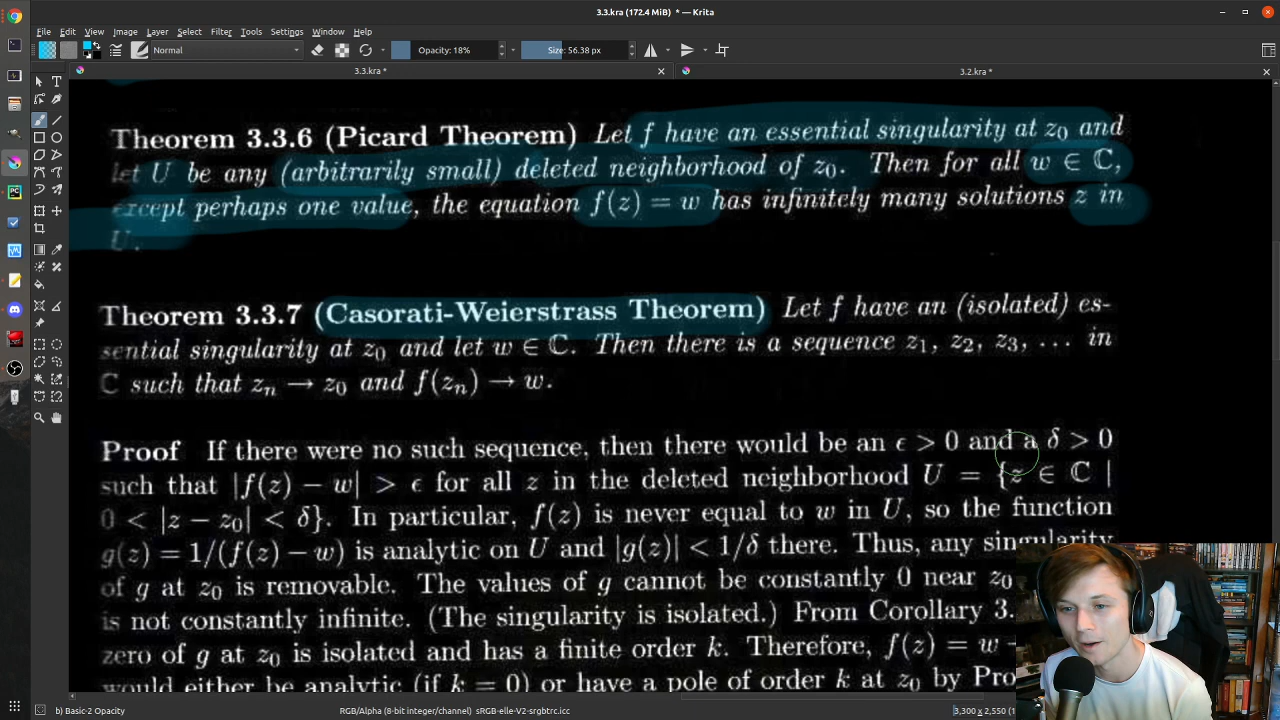 3.3.kra (172.4 MiB) * — Krita
File Edit View Image Layer Select Filter Tools Settings Window Help
Normal Opacity: 18% Size: 56.38 px
3.3.kra * 3.2.kra *
Theorem 3.3.6 (Picard Theorem) Let f have an essential singularity at z₀ and
let U be any (arbitrarily small) deleted neighborhood of z₀. Then for all w ∈ ℂ,
except perhaps one value, the equation f(z) = w has infinitely many solutions z in
U.
Theorem 3.3.7 (Casorati-Weierstrass Theorem) Let f have an (isolated) es-
sential singularity at z₀ and let w ∈ ℂ. Then there is a sequence z₁, z₂, z₃, ... in
ℂ such that zₙ → z₀ and f(zₙ) → w.
Proof If there were no such sequence, then there would be an ϵ > 0 and a δ > 0
such that |f(z) − w| > ϵ for all z in the deleted neighborhood U = {z ∈ ℂ |
0 < |z − z₀| < δ}. In particular, f(z) is never equal to w in U, so the function
g(z) = 1/(f(z) − w) is analytic on U and |g(z)| < 1/δ there. Thus, any singularity
of g at z₀ is removable. The values of g cannot be constantly 0 near z₀
is not constantly infinite. (The singularity is isolated.) From Corollary 3.
zero of g at z₀ is isolated and has a finite order k. Therefore, f(z) = w
would either be analytic (if k = 0) or have a pole of order k at z₀ by Pro
b) Basic-2 Opacity RGB/Alpha (8-bit integer/channel) sRGB-elle-V2-srgbtrc.icc 3,300 x 2,550 (1